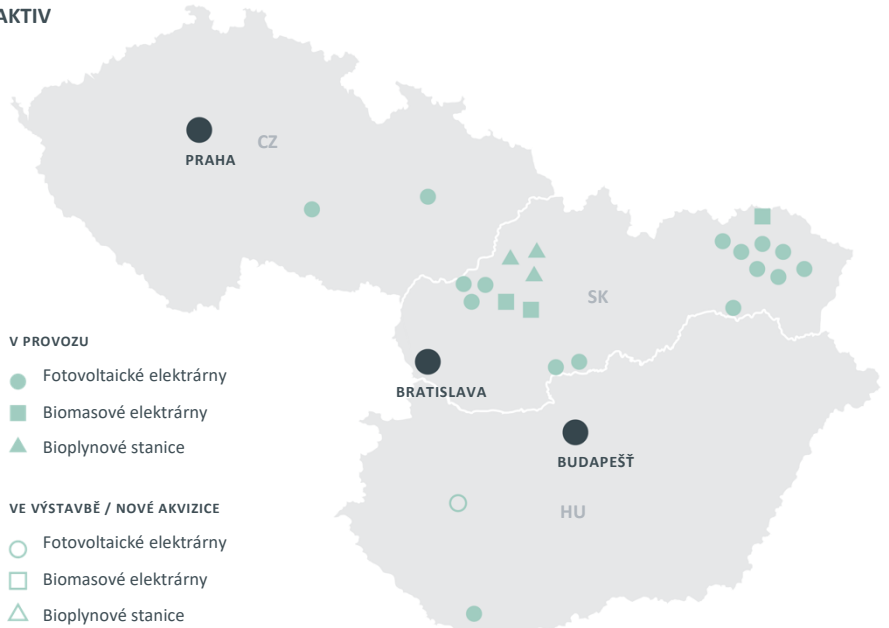 AKTIV
CZ
PRAHA
SK
V PROVOZU
Fotovoltaické elektrárny
Biomasové elektrárny
Bioplynové stanice
BRATISLAVA
BUDAPEŠŤ
VE VÝSTAVBĚ / NOVÉ AKVIZICE
HU
Fotovoltaické elektrárny
Biomasové elektrárny
Bioplynové stanice